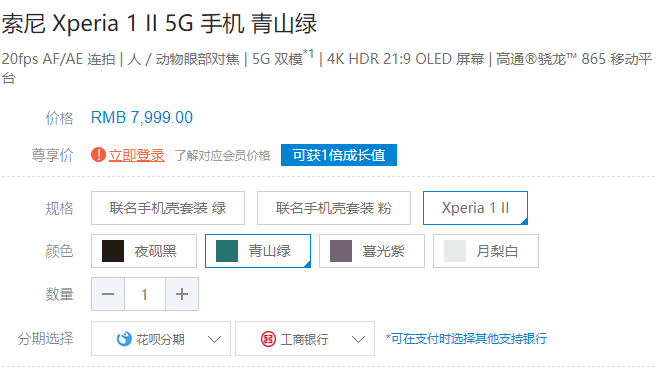 索尼 Xperia 1 II 5G 手机 青山绿
20fps AF/AE 连拍 | 人 / 动物眼部对焦 | 5G 双模*1 | 4K HDR 21:9 OLED 屏幕 | 高通®骁龙™ 865 移动平
台
价格 RMB 7,999.00
尊享价 ! 立即登录 了解对应会员价格 可获1倍成长值
规格 联名手机壳套装 绿 联名手机壳套装 粉 Xperia 1 II
颜色 夜砚黑 青山绿 暮光紫 月梨白
数量 − 1 +
分期选择 花呗分期 工商银行 *可在支付时选择其他支持银行